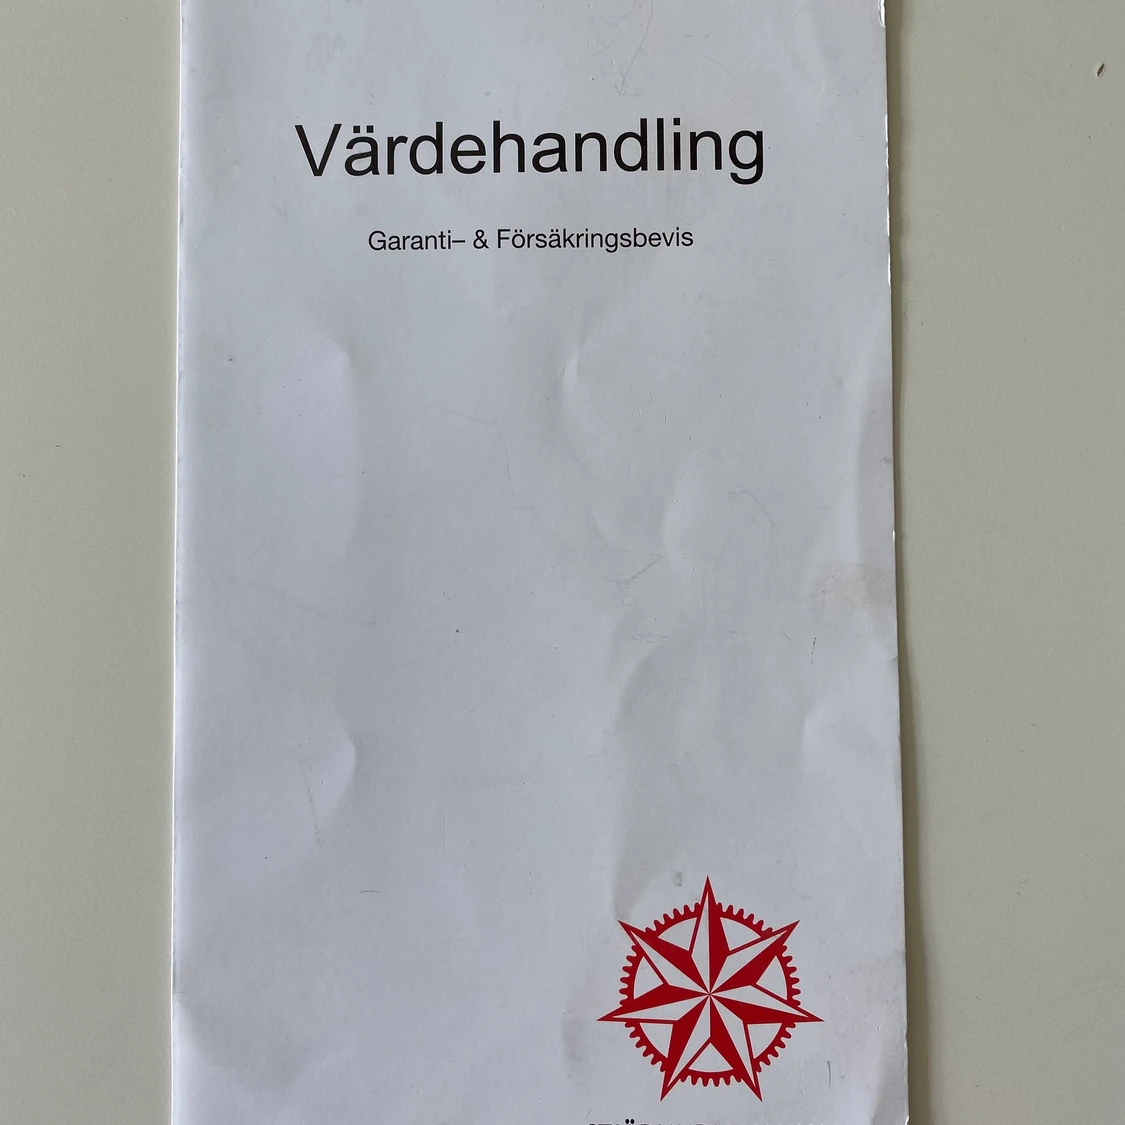 Värdehandling
Garanti– & Försäkringsbevis